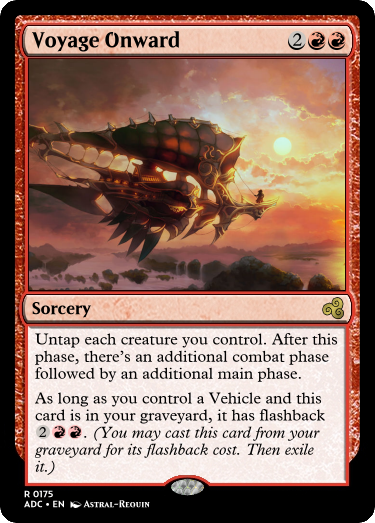 Voyage Onward 2
Sorcery
Untap each creature you control. After this
phase, there's an additional combat phase
followed by an additional main phase.
As long as you control a Vehicle and this
card is in your graveyard, it has flashback
2. (You may cast this card from your
graveyard for its flashback cost. Then exile
it.)
R 0175
ADC • EN Astral-Requin